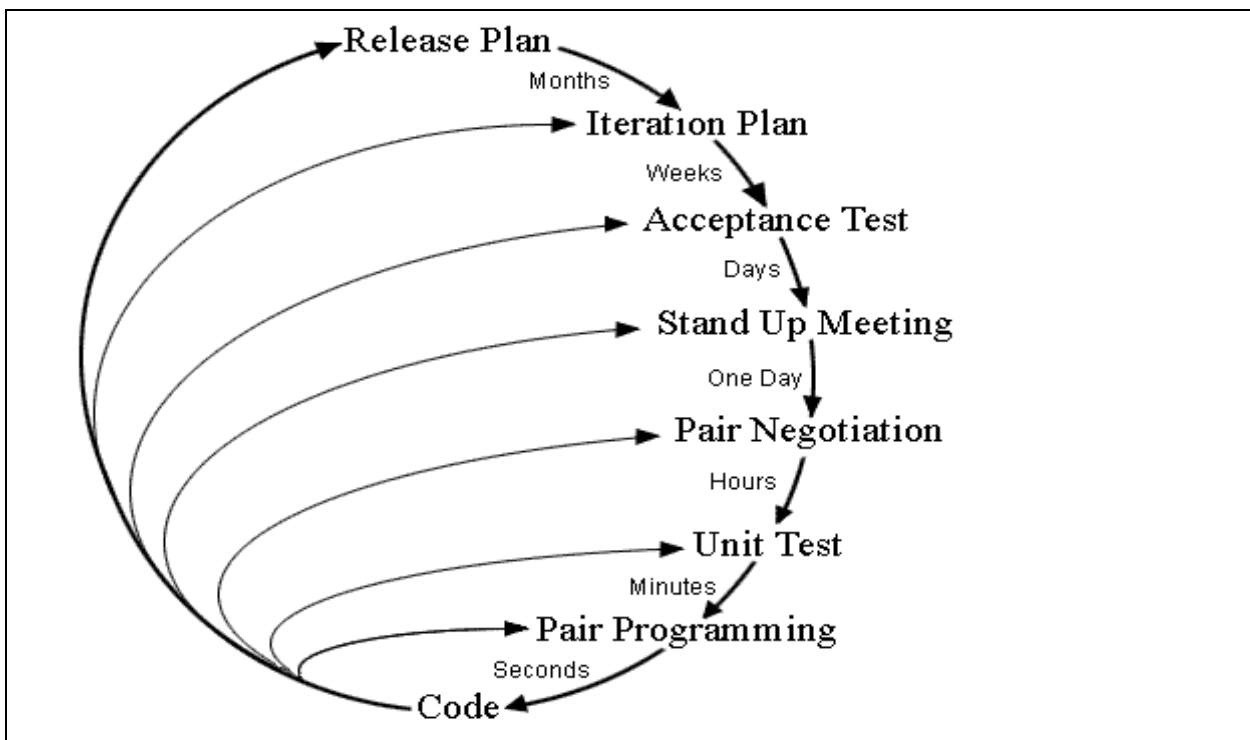 Release Plan
Months
Iteration Plan
Weeks
Acceptance Test
Days
Stand Up Meeting
One Day
Pair Negotiation
Hours
Unit Test
Minutes
Pair Programming
Seconds
Code